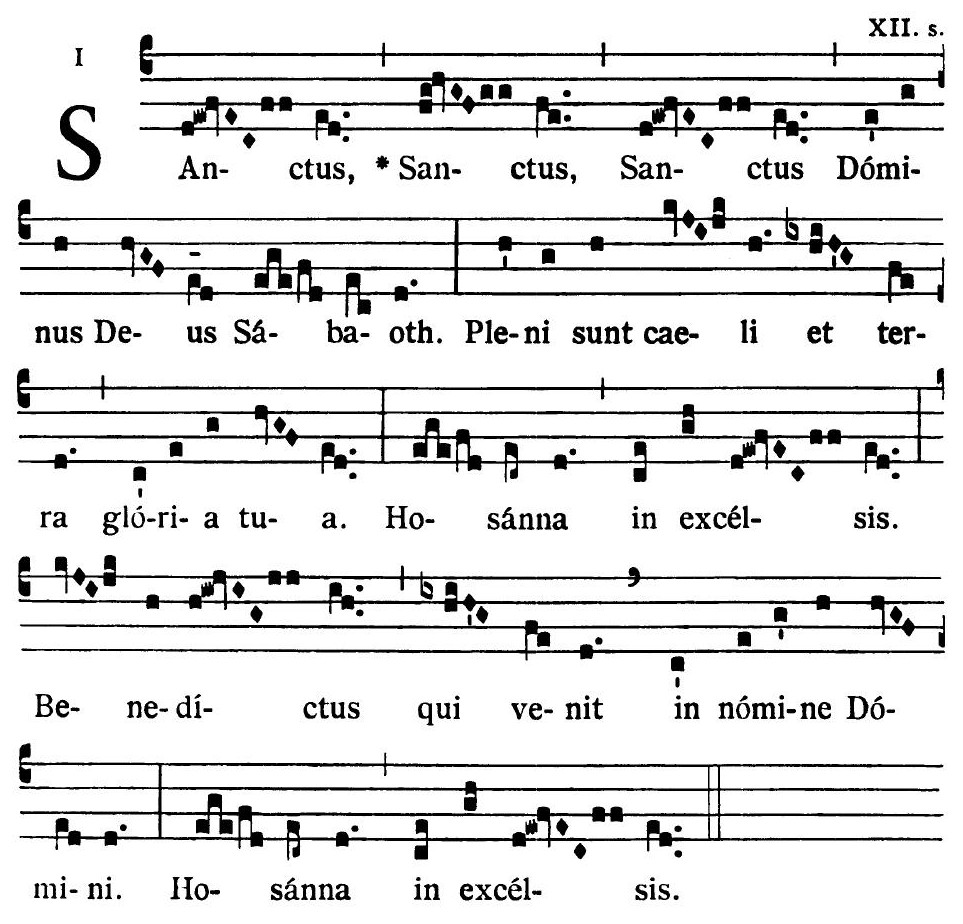 I XII. s.
SAn- ctus, * San- ctus, San- ctus Dómi-
nus De- us Sá- ba- oth. Ple- ni sunt cae- li et ter-
ra gló-ri- a tu- a. Ho- sánna in excél- sis.
Be- ne- dí- ctus qui ve- nit in nómi-ne Dó-
mi- ni. Ho- sánna in excél- sis.